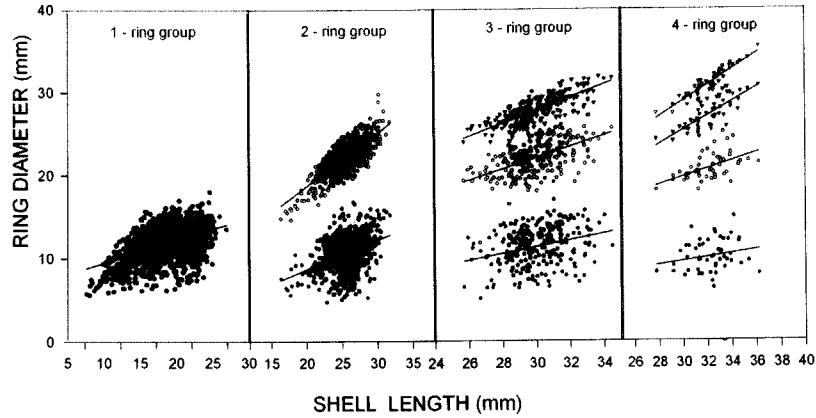 40
30
20
10
0
RING DIAMETER (mm)
1 - ring group
2 - ring group
3 - ring group
4 - ring group
5 10 15 20 25 30 10 15 20 25 30 35 24 26 28 30 32 34 26 28 30 32 34 36 38 40
SHELL LENGTH (mm)